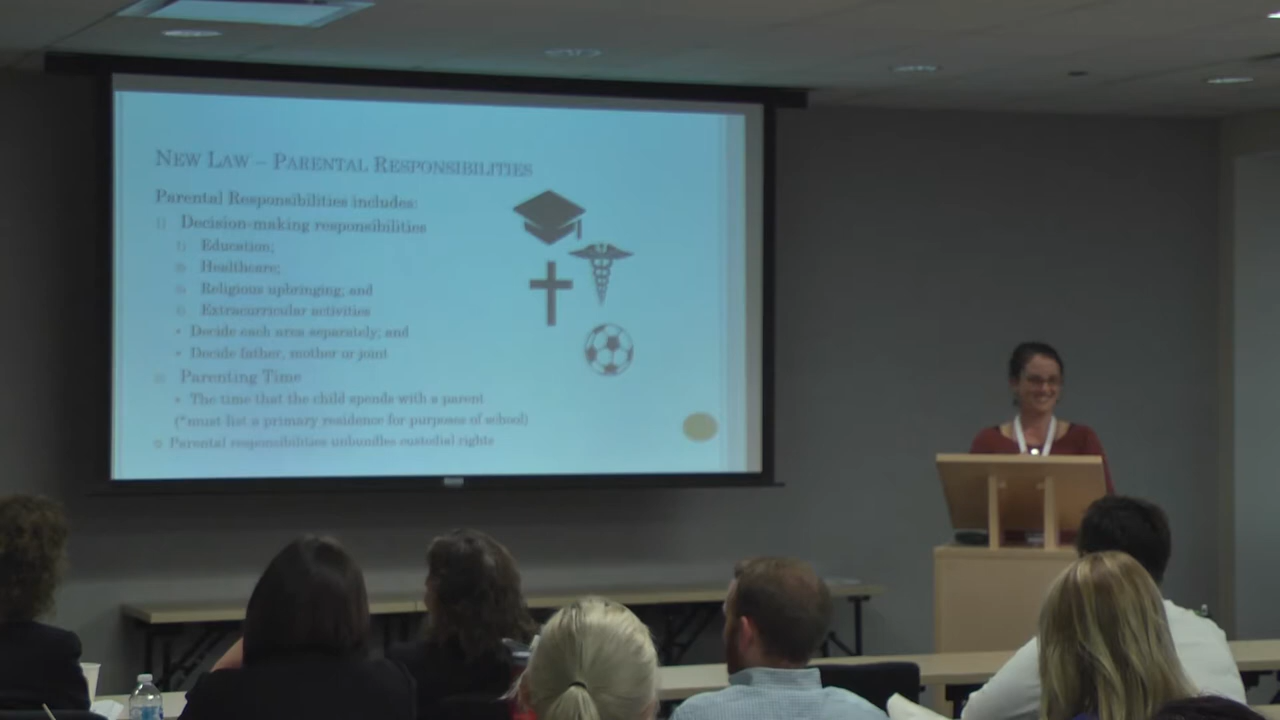 NEW LAW – PARENTAL RESPONSIBILITIES
Parental Responsibilities includes:
1) Decision-making responsibilities
Education;
Healthcare;
Religious upbringing; and
Extracurricular activities
• Decide each area separately; and
• Decide father, mother or joint
Parenting Time
• The time that the child spends with a parent
(*must list a primary residence for purposes of school)
Parental responsibilities unbundles custodial rights